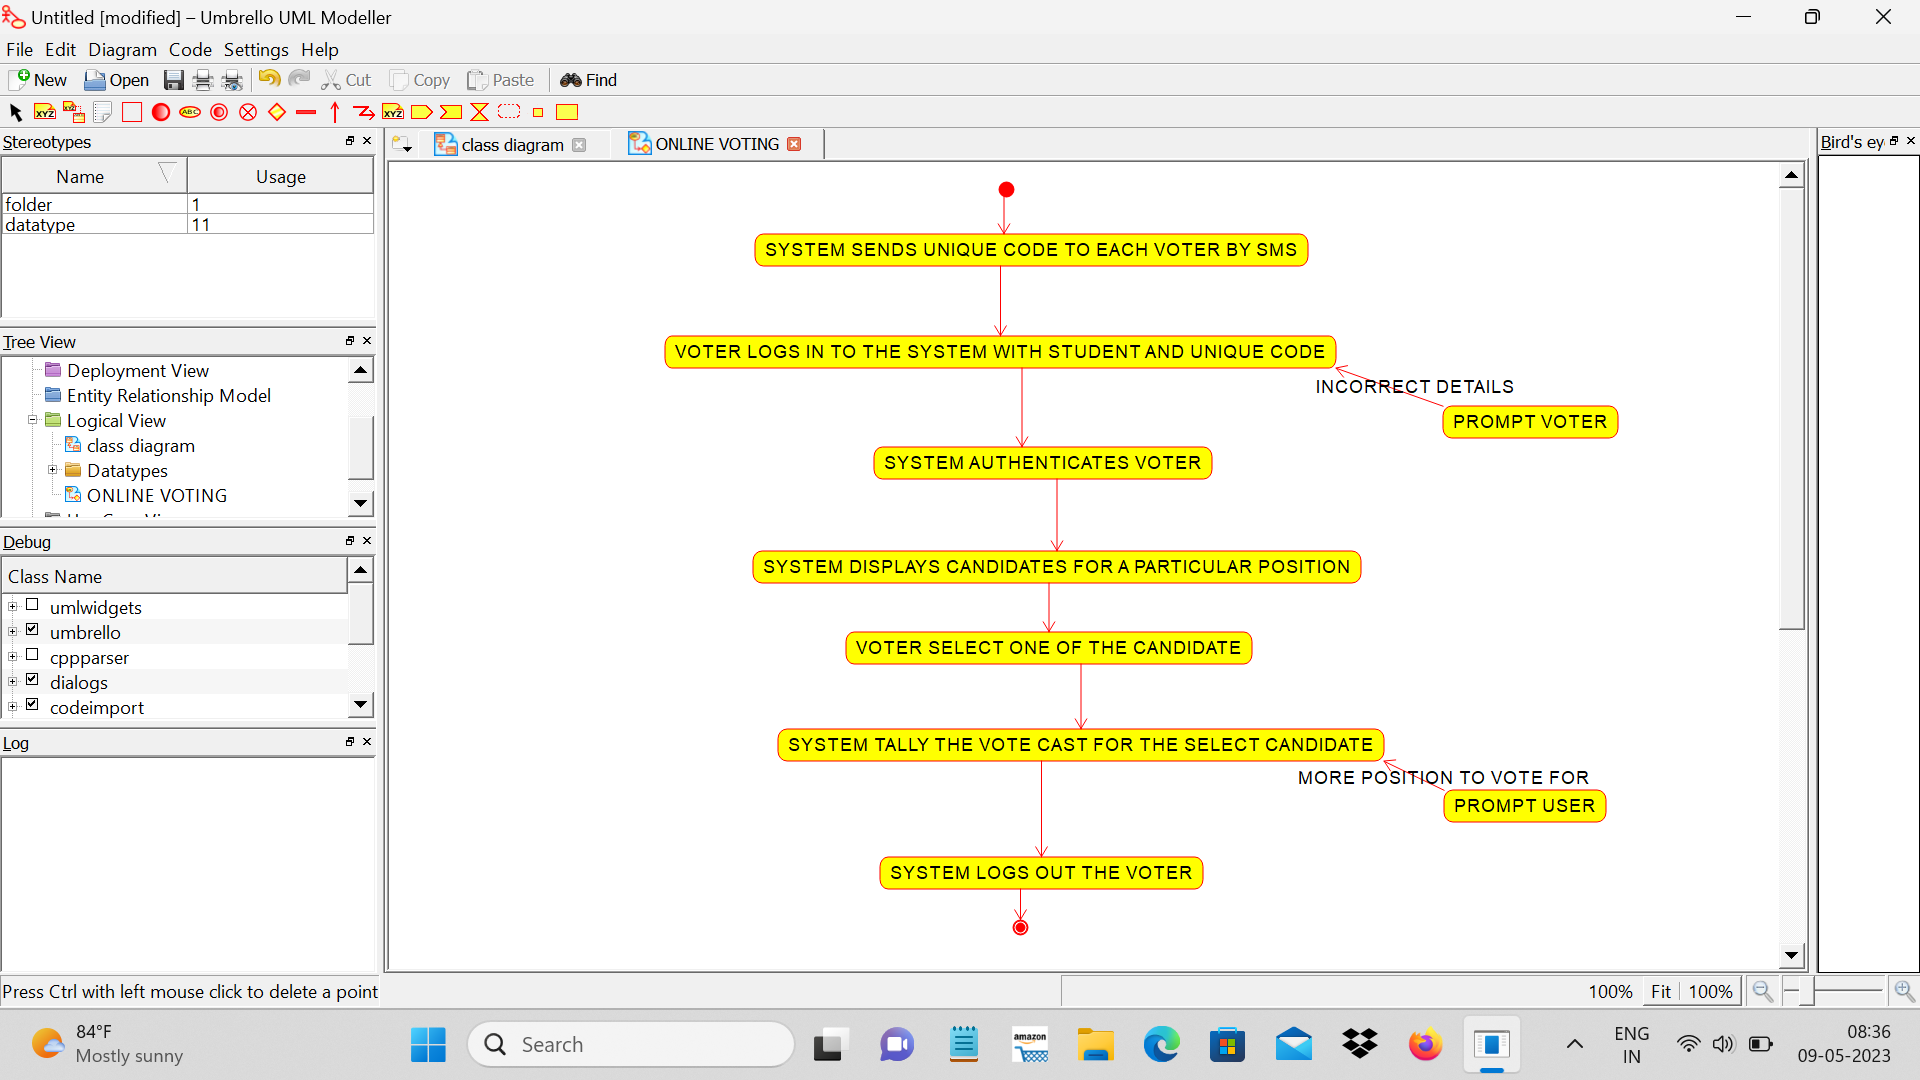 Untitled [modified] – Umbrello UML Modeller
File Edit Diagram Code Settings Help
New Open Cut Copy Paste Find
XYZ XYZ ABC XYZ
Stereotypes
Name Usage
folder 1
datatype 11
Tree View
Deployment View
Entity Relationship Model
Logical View
class diagram
Datatypes
ONLINE VOTING
Debug
Class Name
umlwidgets
umbrello
cppparser
dialogs
codeimport
Log
class diagram ONLINE VOTING
SYSTEM SENDS UNIQUE CODE TO EACH VOTER BY SMS
VOTER LOGS IN TO THE SYSTEM WITH STUDENT AND UNIQUE CODE
INCORRECT DETAILS
PROMPT VOTER
SYSTEM AUTHENTICATES VOTER
SYSTEM DISPLAYS CANDIDATES FOR A PARTICULAR POSITION
VOTER SELECT ONE OF THE CANDIDATE
SYSTEM TALLY THE VOTE CAST FOR THE SELECT CANDIDATE
MORE POSITION TO VOTE FOR
PROMPT USER
SYSTEM LOGS OUT THE VOTER
Bird's ey
Press Ctrl with left mouse click to delete a point
100% Fit 100%
84°F
Mostly sunny
Search
amazon
ENG
IN
08:36
09-05-2023